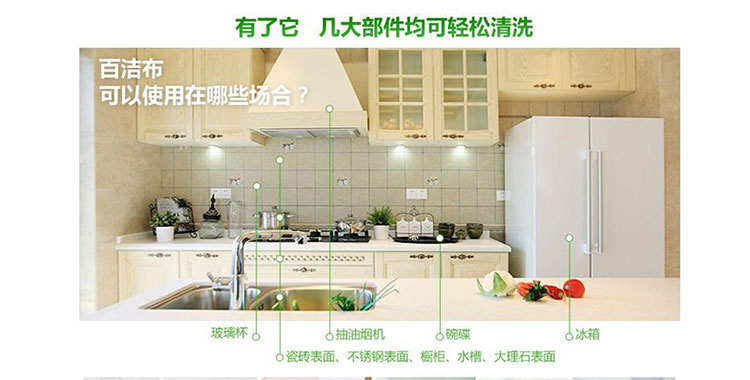 有了它 几大部件均可轻松清洗
百洁布
可以使用在哪些场合？
玻璃杯 抽油烟机 碗碟 冰箱
瓷砖表面、不锈钢表面、橱柜、水槽、大理石表面